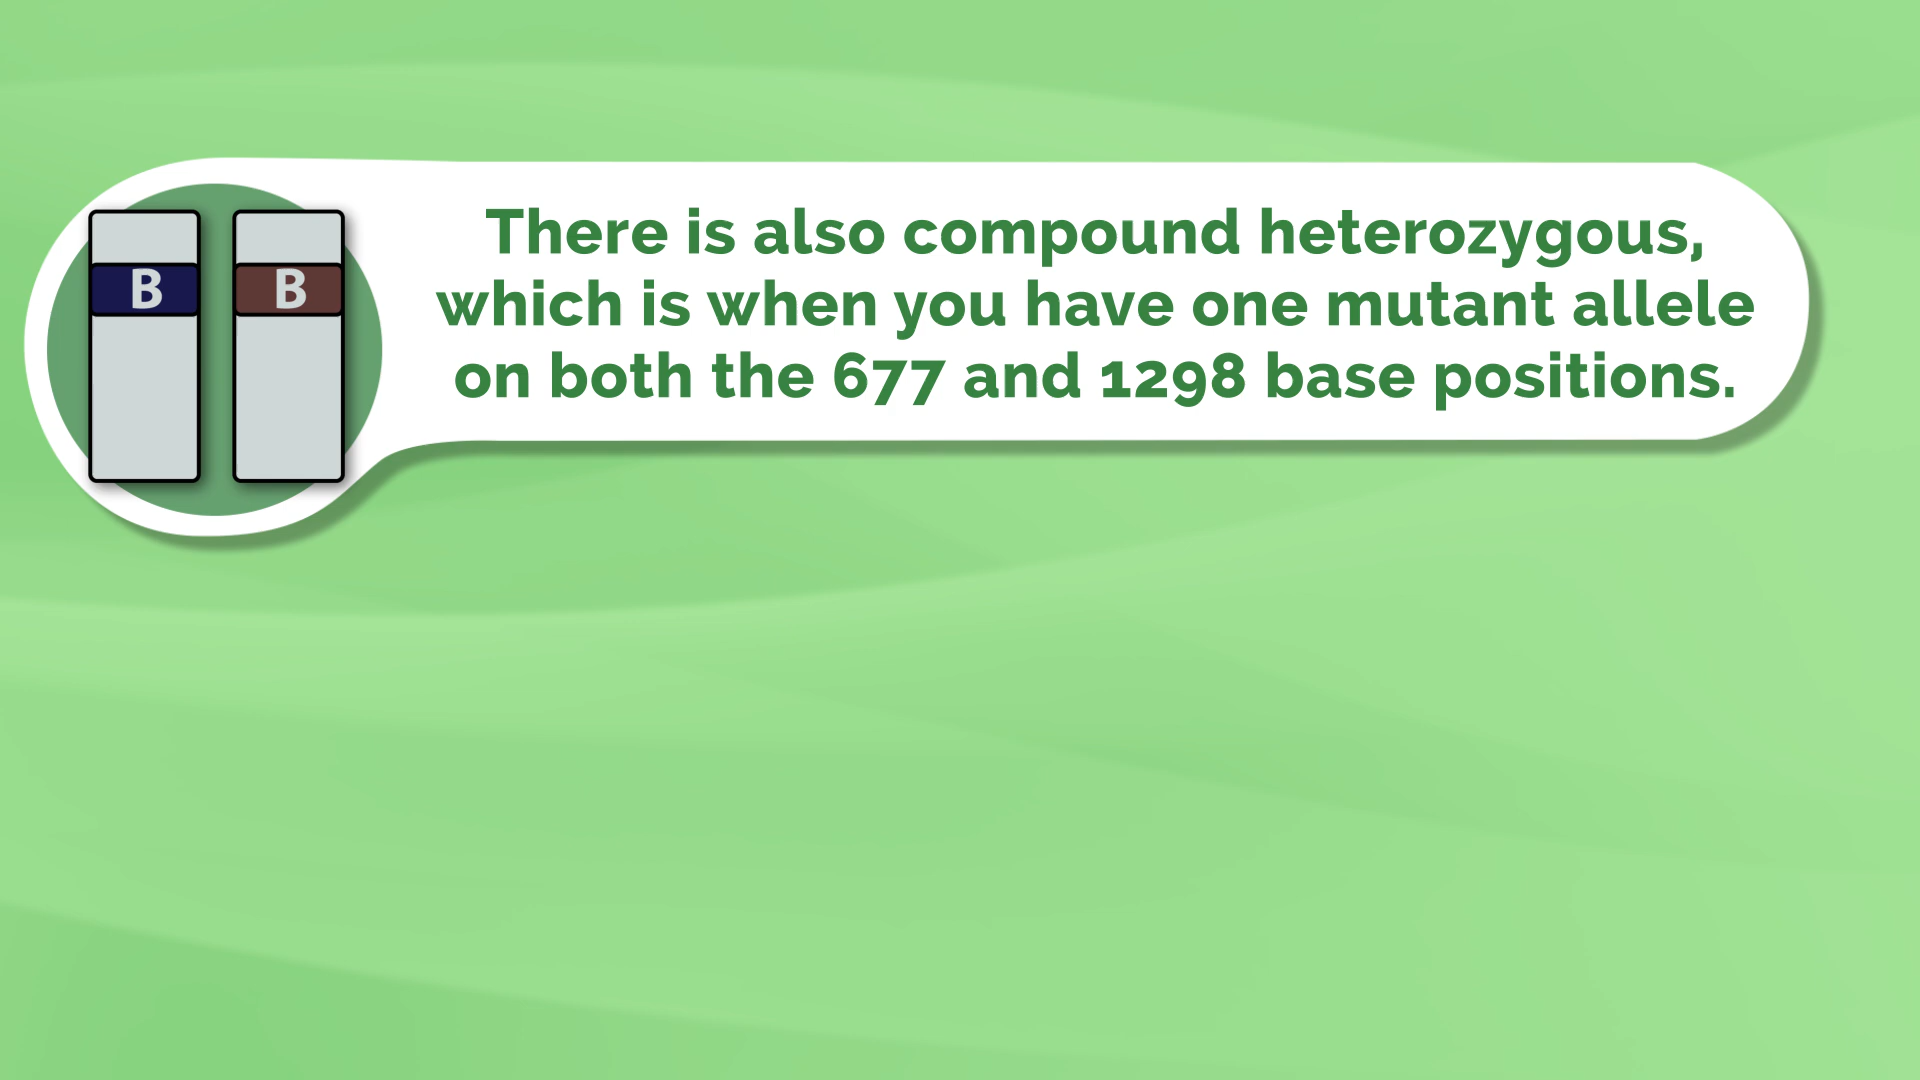 B B
There is also compound heterozygous,
which is when you have one mutant allele
on both the 677 and 1298 base positions.